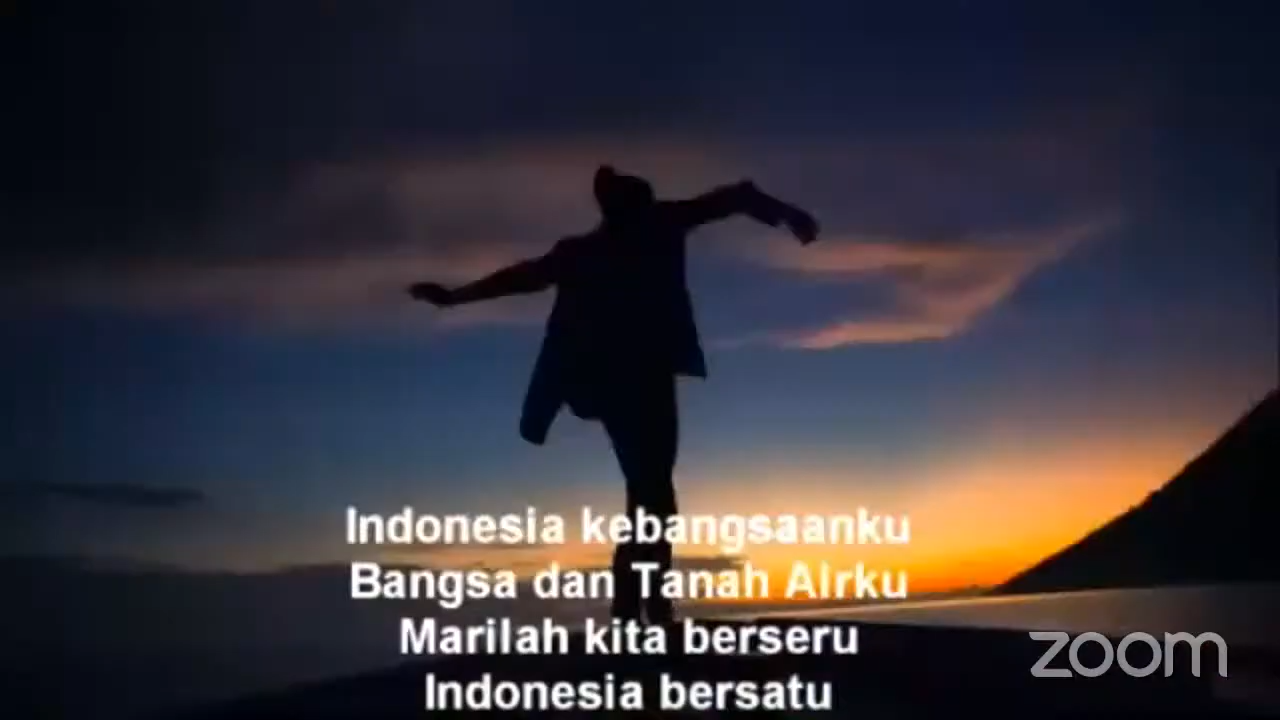 Indonesia kebangsaanku
Bangsa dan Tanah AIrku
Marilah kita berseru
Indonesia bersatu
zoom